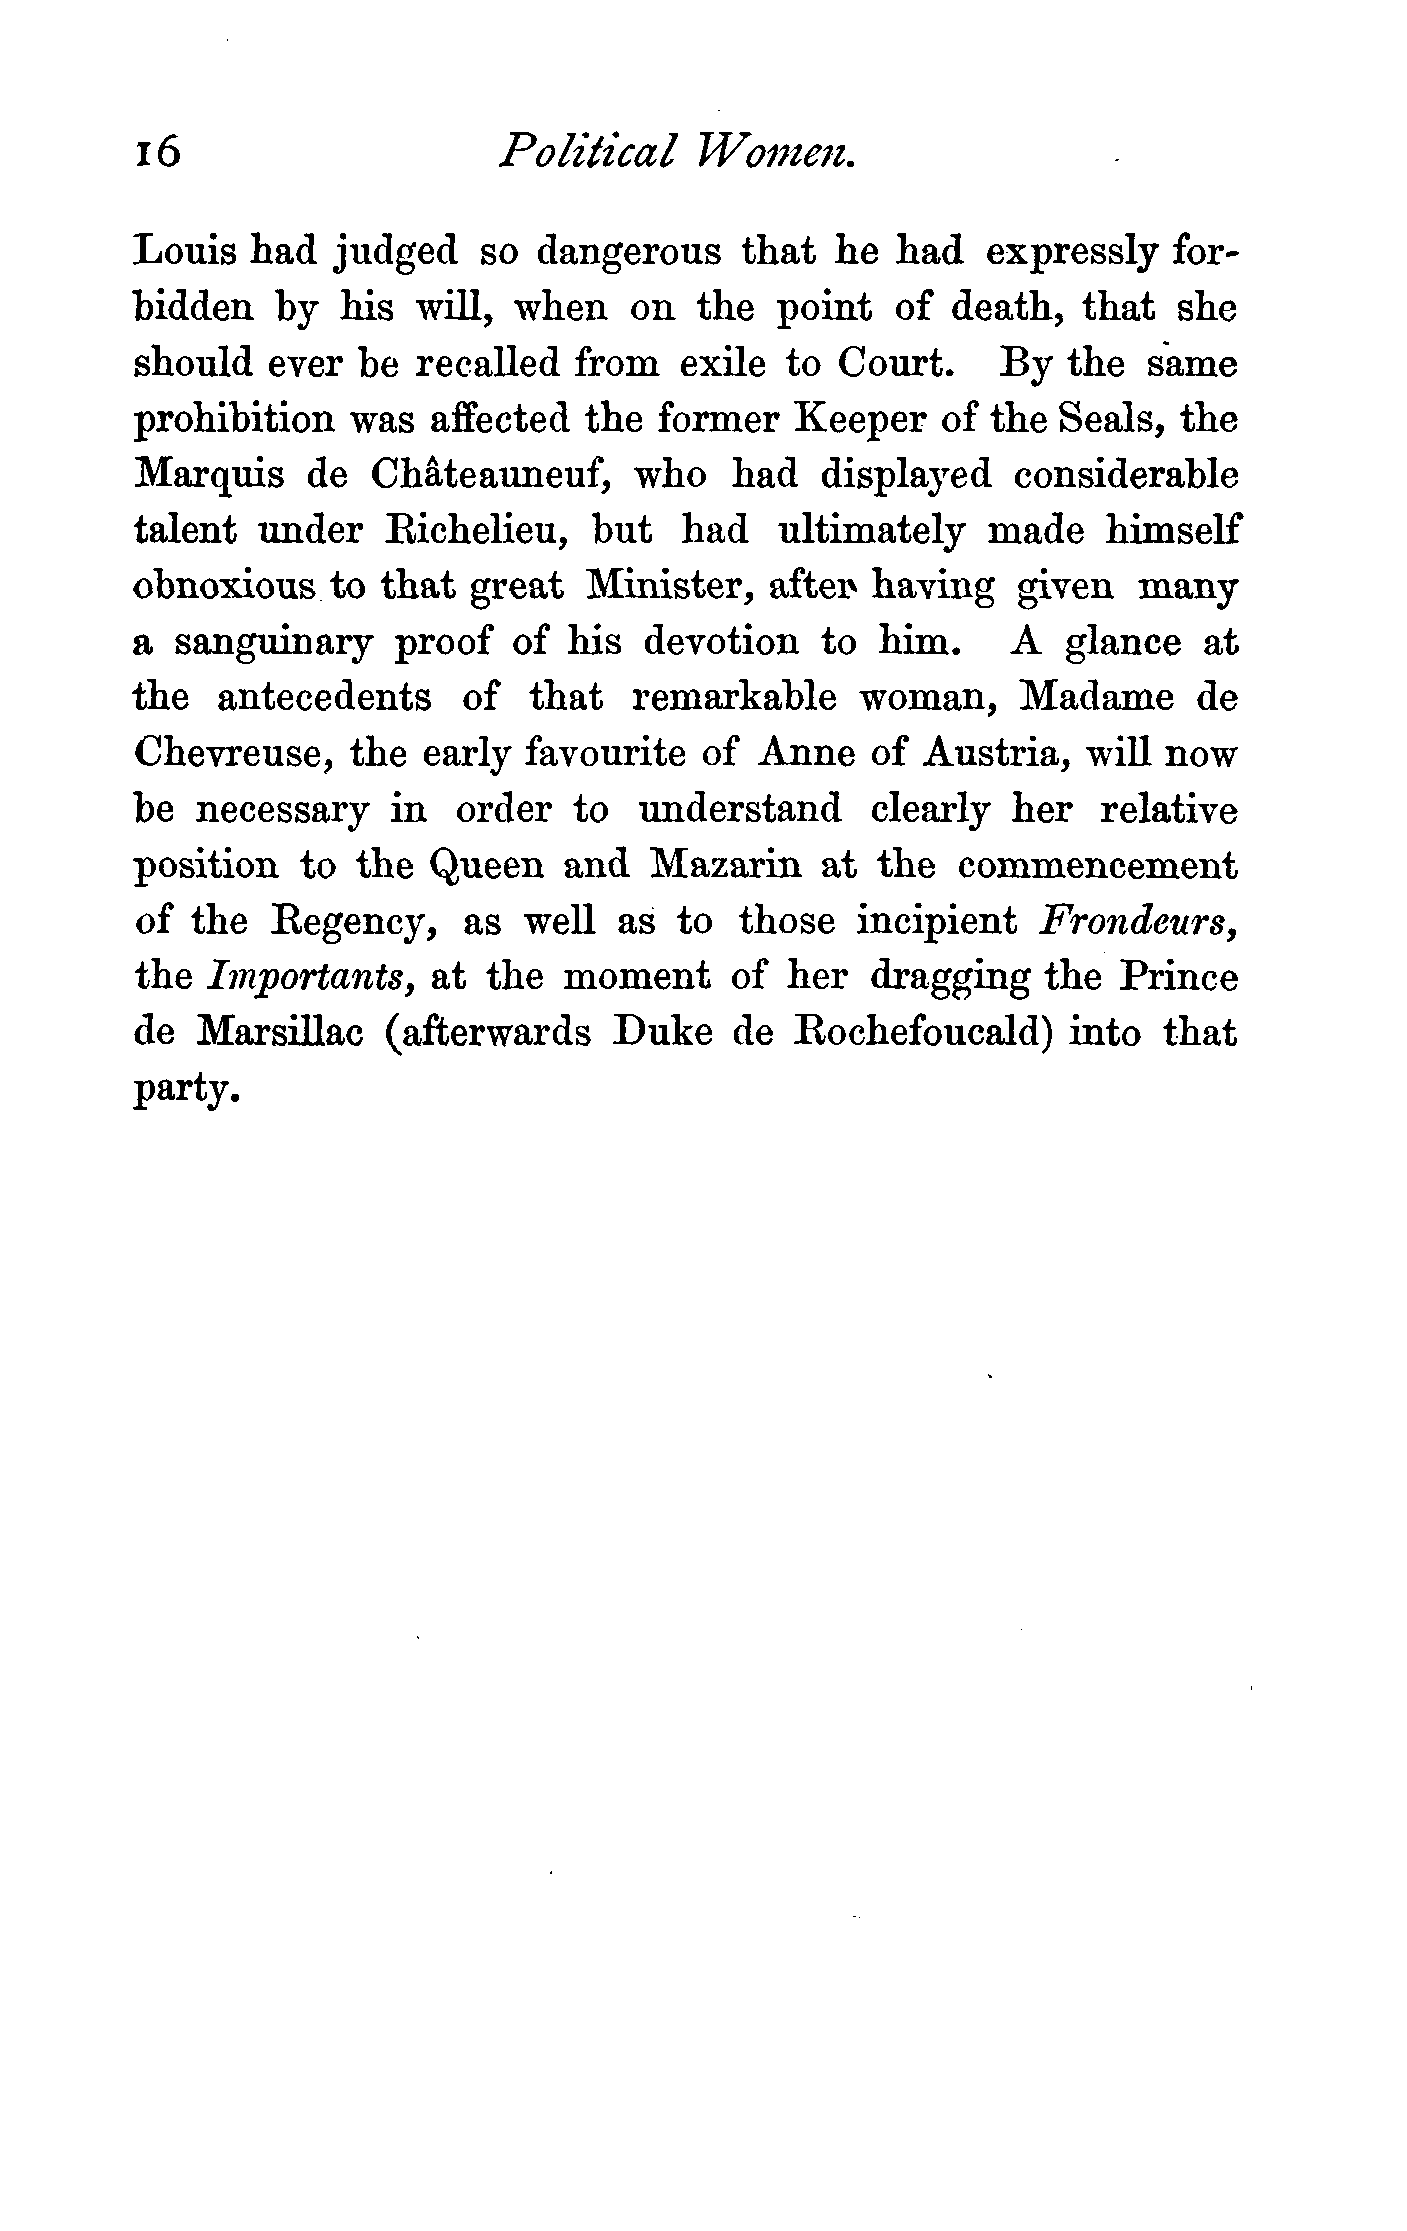 16 Political Women.
Louis had judged so dangerous that he had expressly for-
bidden by his will, when on the point of death, that she
should ever be recalled from exile to Court. By the same
prohibition was affected the former Keeper of the Seals, the
Marquis de Châteauneuf, who had displayed considerable
talent under Richelieu, but had ultimately made himself
obnoxious to that great Minister, after having given many
a sanguinary proof of his devotion to him. A glance at
the antecedents of that remarkable woman, Madame de
Chevreuse, the early favourite of Anne of Austria, will now
be necessary in order to understand clearly her relative
position to the Queen and Mazarin at the commencement
of the Regency, as well as to those incipient Frondeurs,
the Importants, at the moment of her dragging the Prince
de Marsillac (afterwards Duke de Rochefoucald) into that
party.